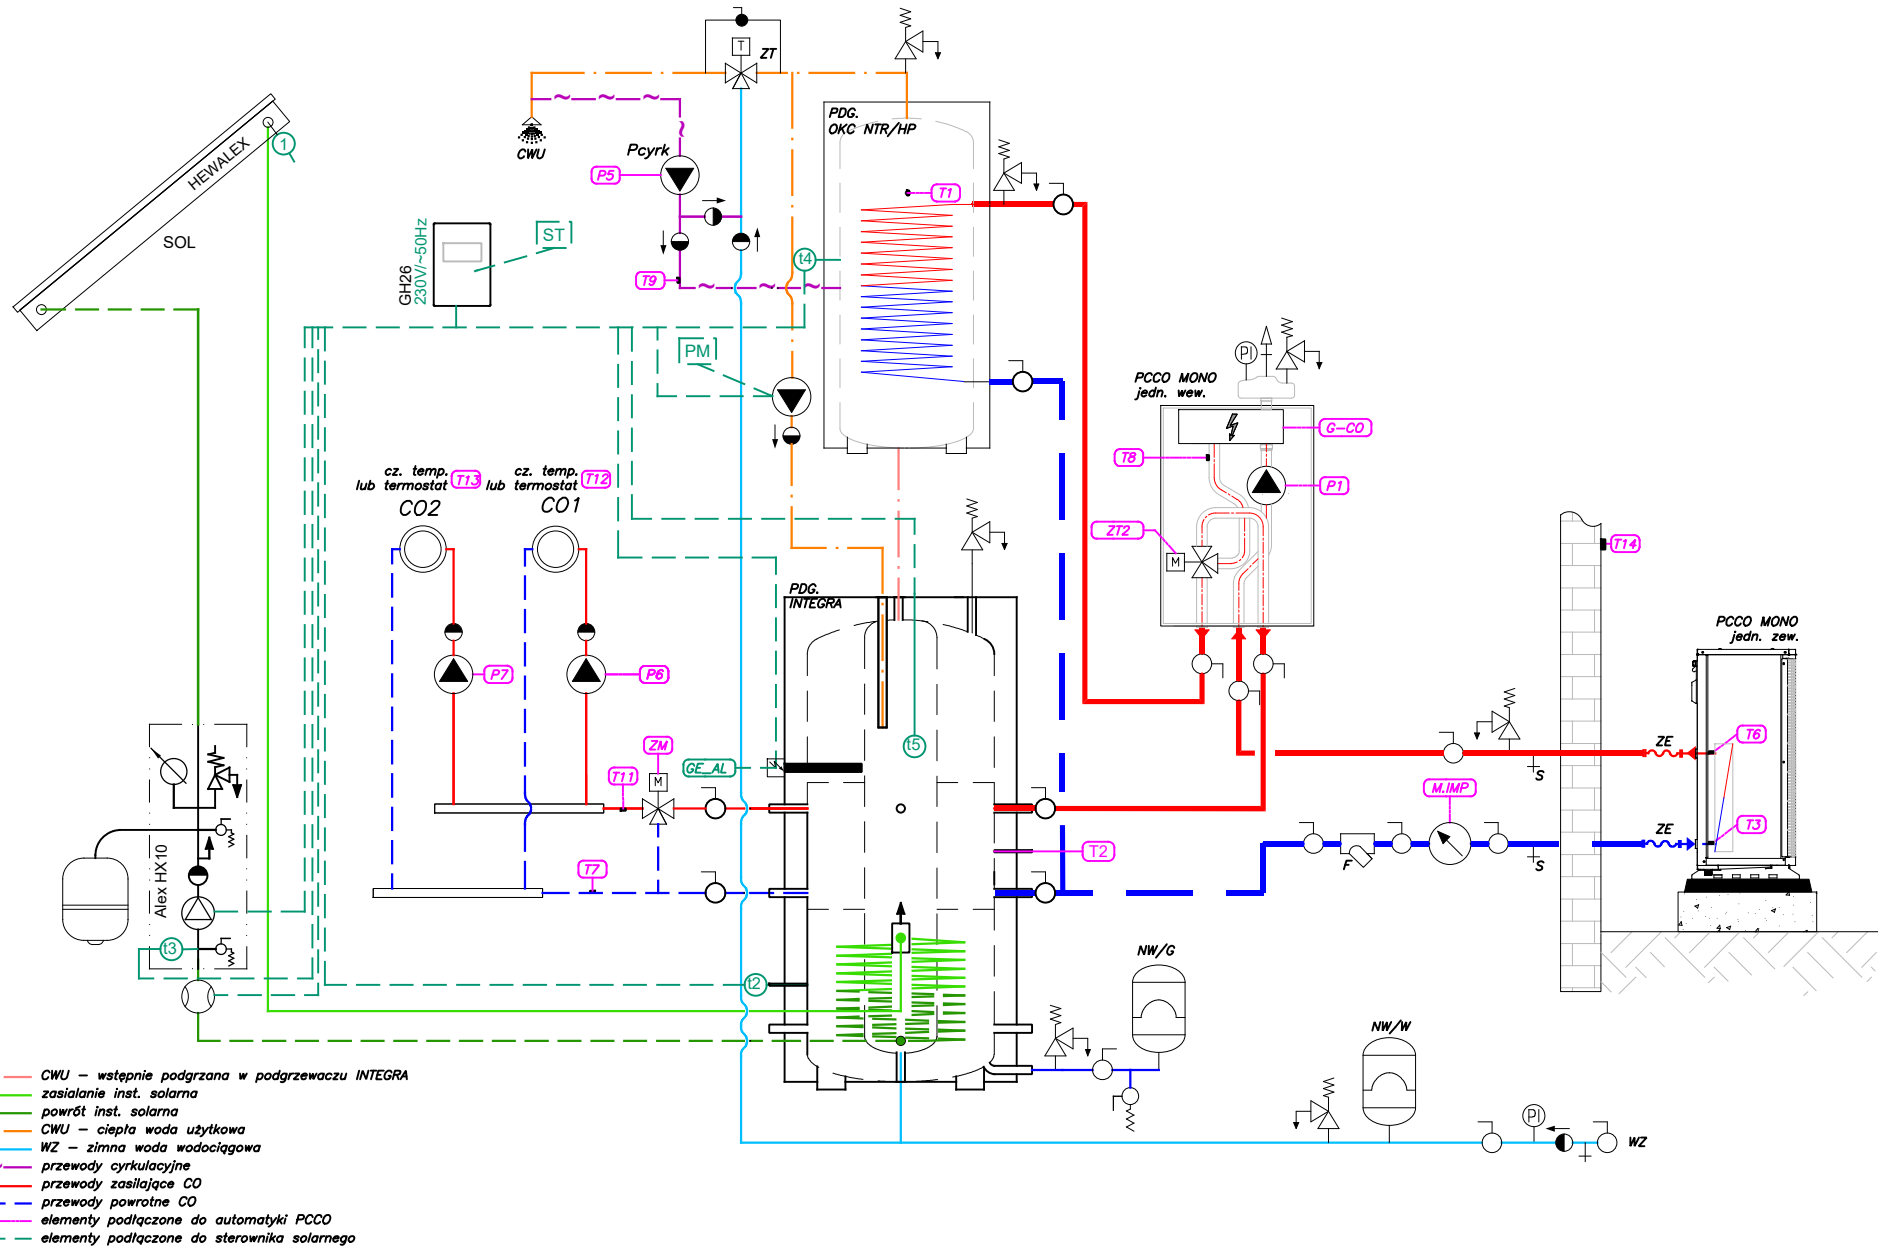 T
ZT
PDG.
OKC NTR/HP
CWU
Pcyrk
P5
T1
1
HEWALEX
SOL
GH26
230V/~50Hz
ST
t4
T9
PM
PI
PCCO MONO
jedn. wew.
G-CO
T8
P1
ZT2
M
cz. temp.
lub termostat
T13
cz. temp.
lub termostat
T12
CO2
CO1
T14
PDG.
INTEGRA
PCCO MONO
jedn. zew.
P7
P6
ZM
M
T11
GE_AL
t5
ZE
T6
S
M.IMP
ZE
T3
F
S
T2
T7
Alex HX10
t3
t2
NW/G
NW/W
PI
WZ
CWU – wstępnie podgrzana w podgrzewaczu INTEGRA
zasialanie inst. solarna
powrót inst. solarna
CWU – ciepła woda użytkowa
WZ – zimna woda wodociągowa
przewody cyrkulacyjne
przewody zasilające CO
przewody powrotne CO
elementy podłączone do automatyki PCCO
elementy podłączone do sterownika solarnego